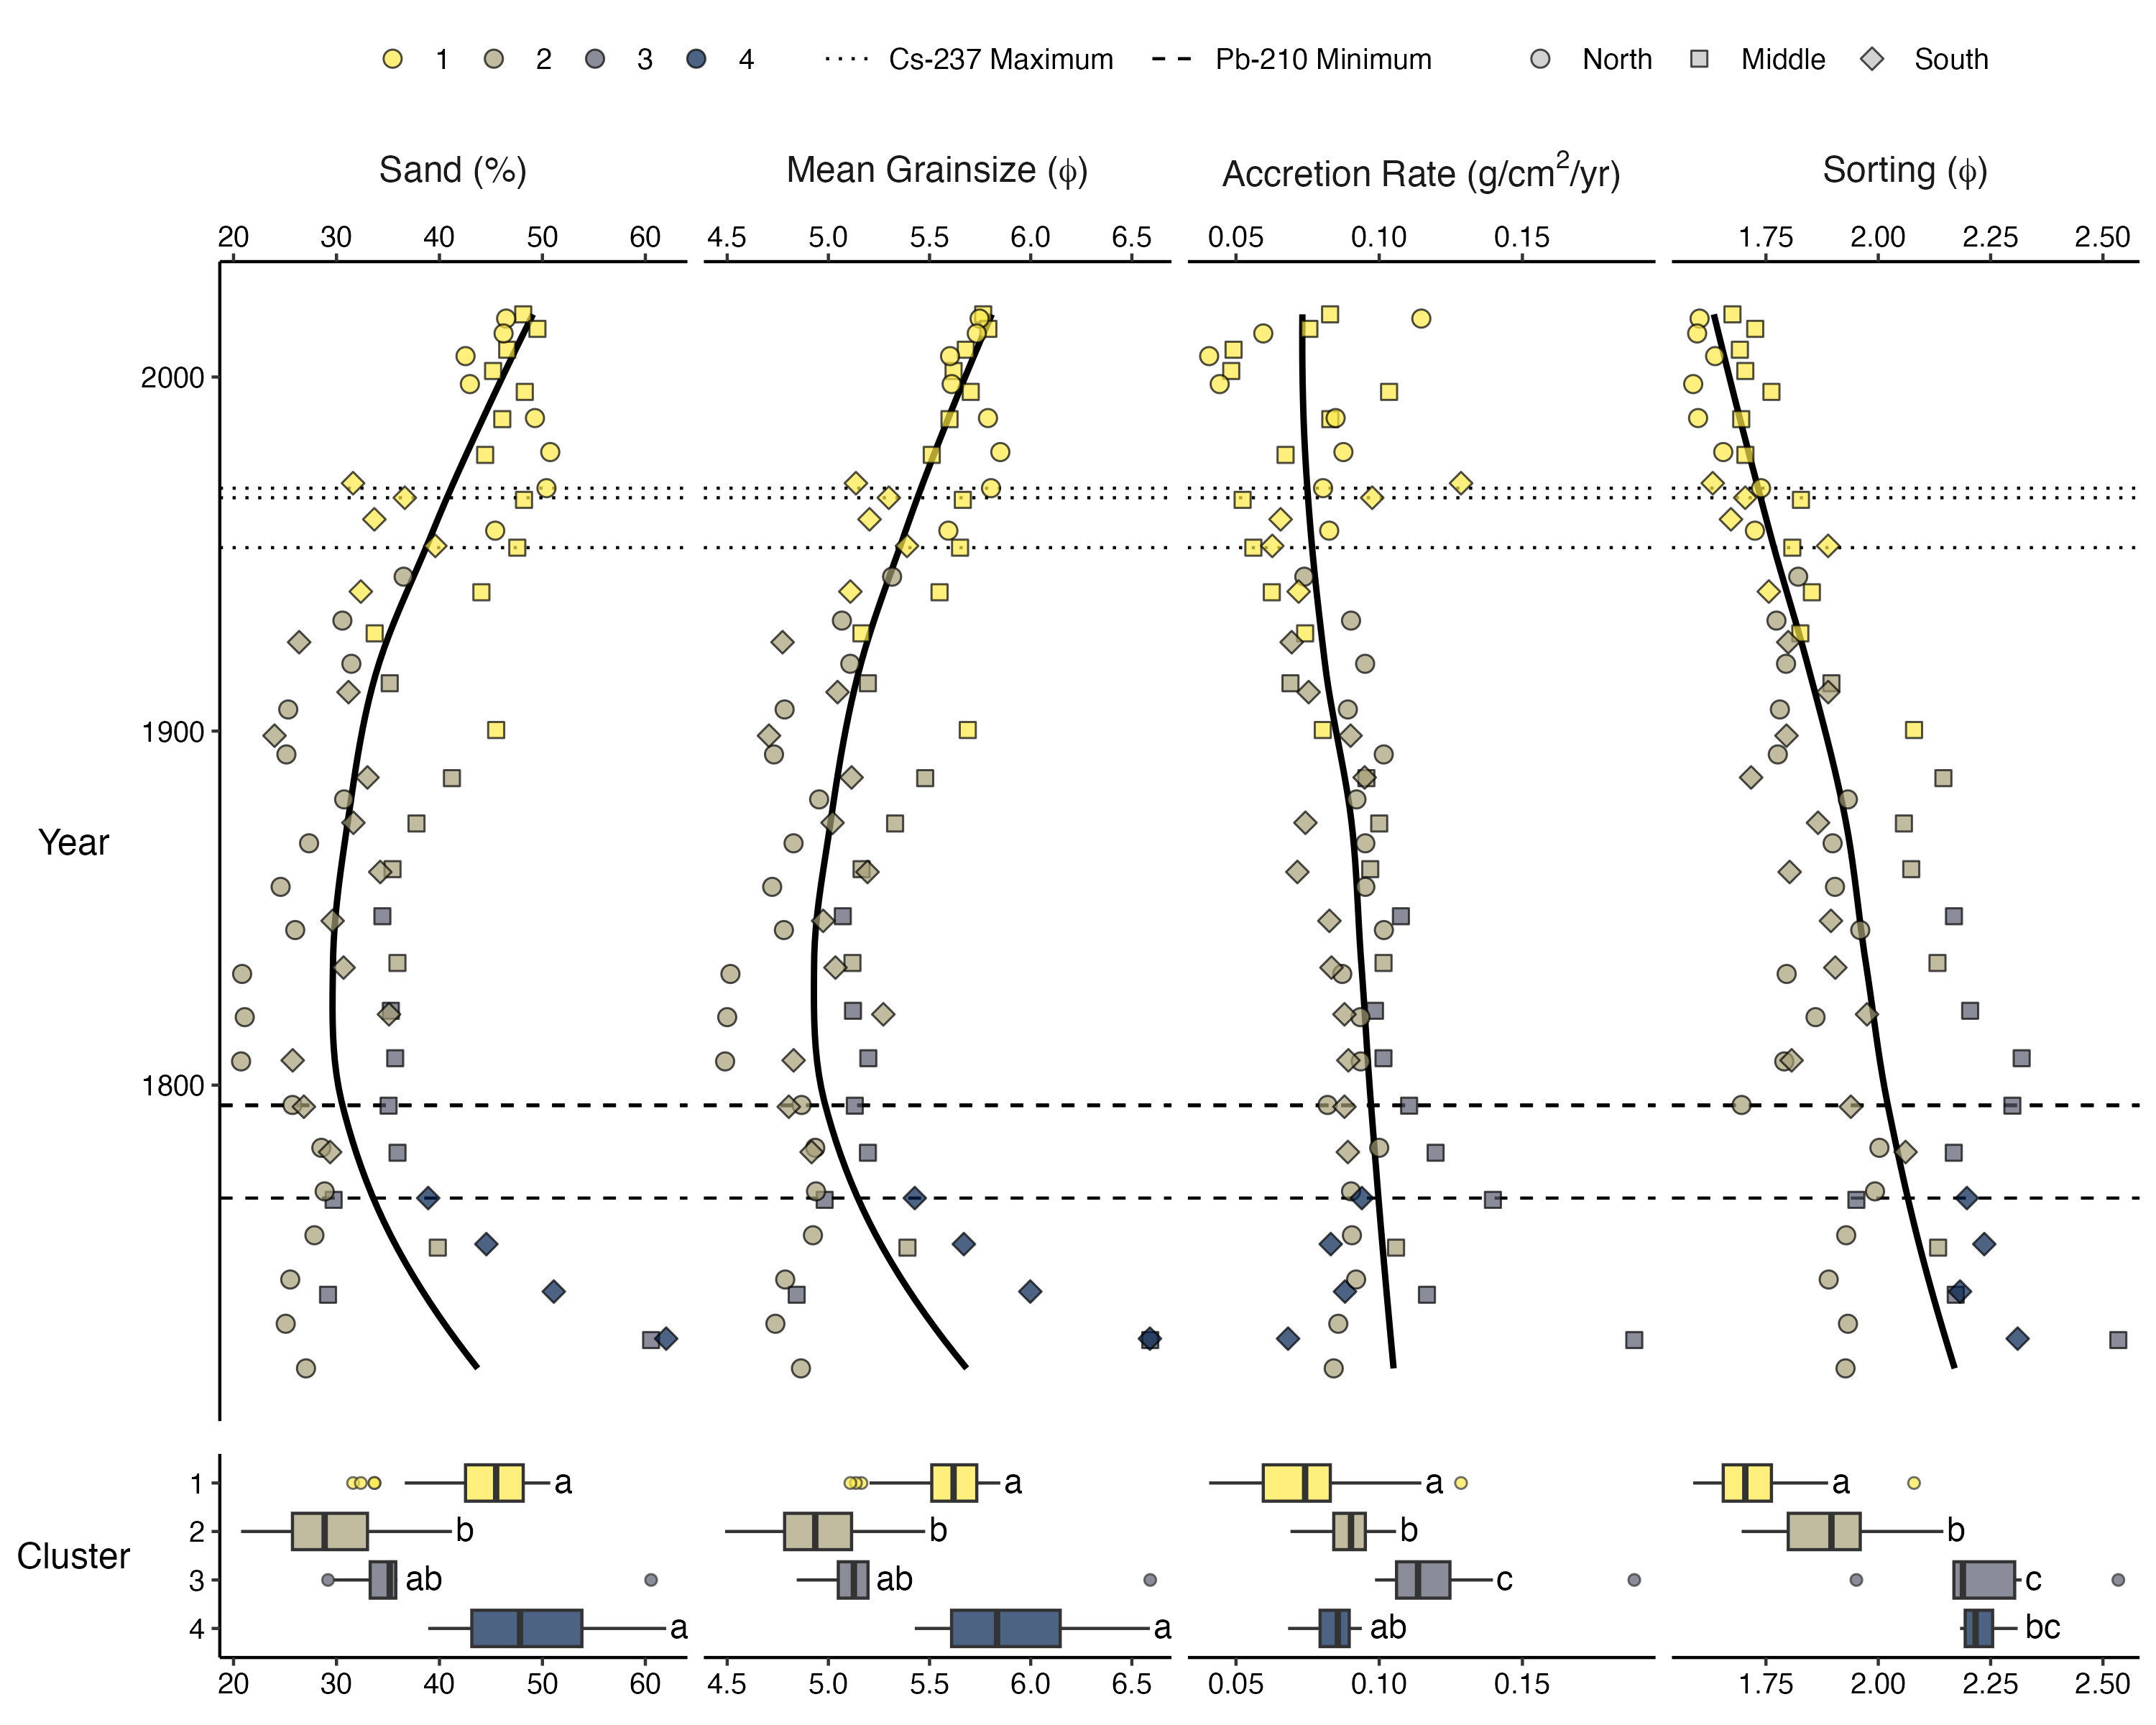 1 2 3 4 Cs-237 Maximum Pb-210 Minimum North Middle South
Sand (%) Mean Grainsize (ϕ) Accretion Rate (g/cm²/yr) Sorting (ϕ)
20 30 40 50 60 4.5 5.0 5.5 6.0 6.5 0.05 0.10 0.15 1.75 2.00 2.25 2.50
2000
1900
Year
1800
1 a a a a
2 b b b b
Cluster
3 ab ab c c
4 a a ab bc
20 30 40 50 60 4.5 5.0 5.5 6.0 6.5 0.05 0.10 0.15 1.75 2.00 2.25 2.50